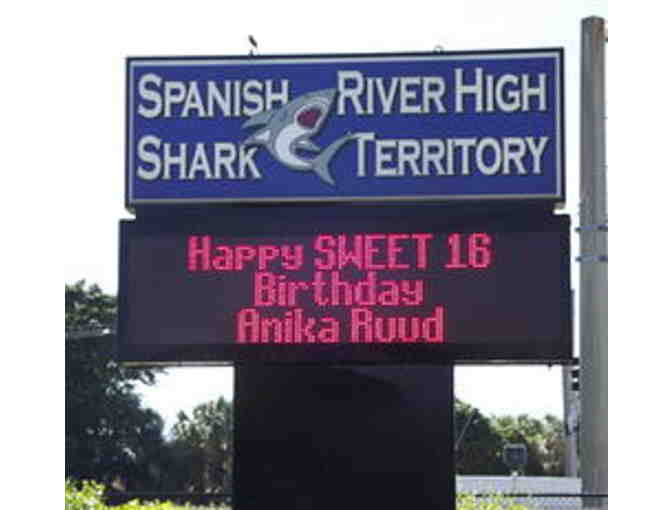 SPANISH RIVER HIGH
SHARK TERRITORY
Happy SWEET 16
Birthday
Anika Ruud